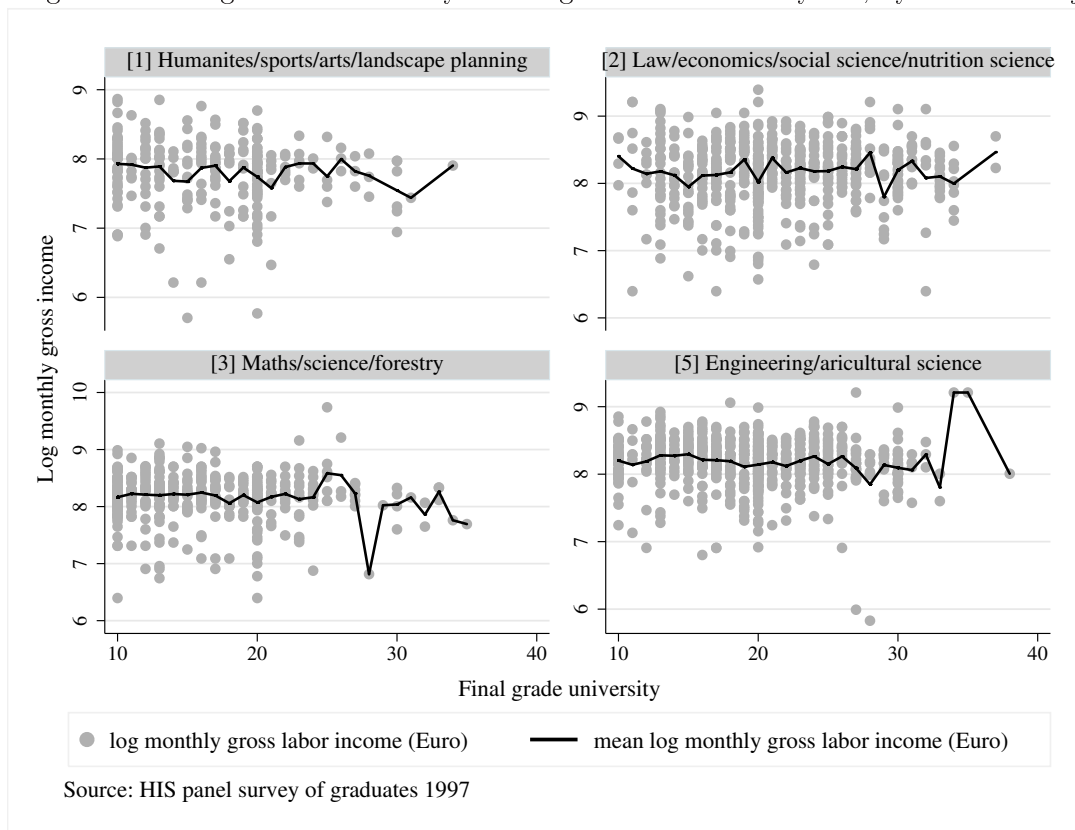 [1] Humanites/sports/arts/landscape planning
[2] Law/economics/social science/nutrition science
9
8
7
6
9
8
7
6
[3] Maths/science/forestry
[5] Engineering/aricultural science
10
9
8
7
6
9
8
7
6
10 20 30 40
10 20 30 40
Log monthly gross income
Final grade university
log monthly gross labor income (Euro)
mean log monthly gross labor income (Euro)
Source: HIS panel survey of graduates 1997